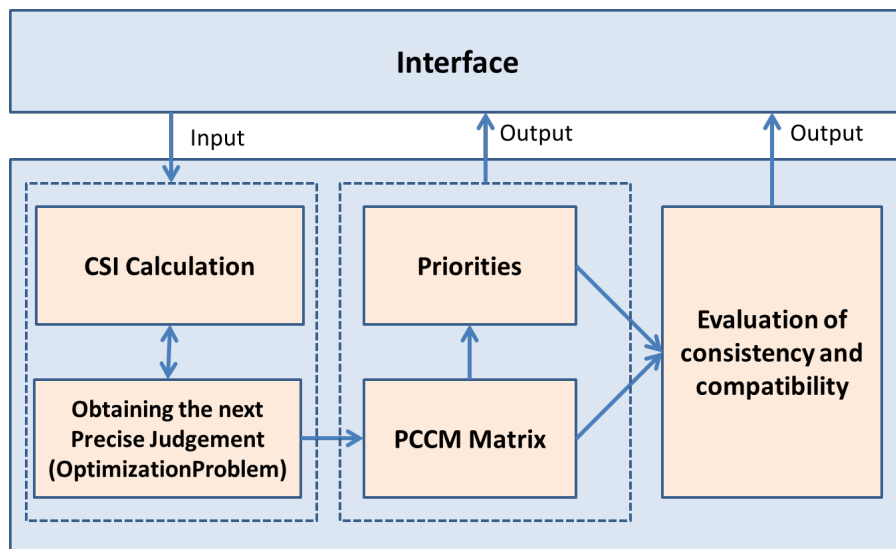 Interface
Input
Output
Output
CSI Calculation
Priorities
Evaluation of
consistency and
compatibility
Obtaining the next
Precise Judgement
(OptimizationProblem)
PCCM Matrix